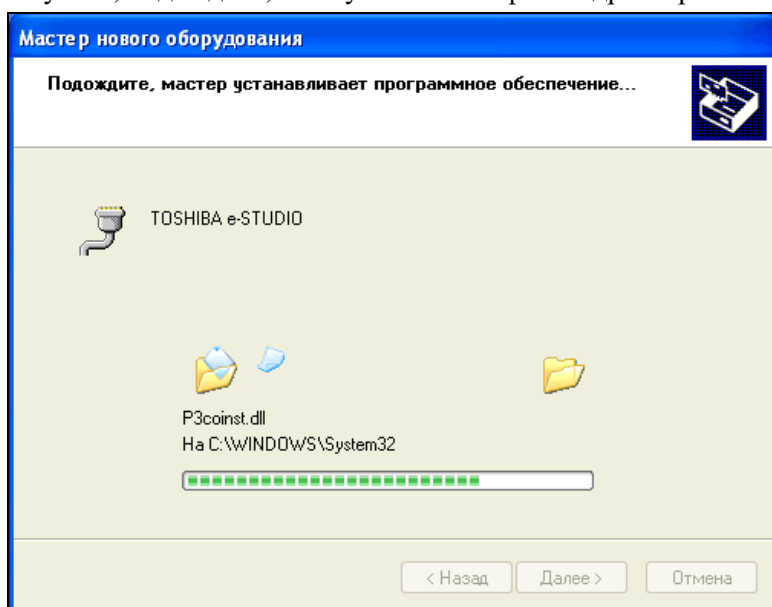 Мастер нового оборудования
Подождите, мастер устанавливает программное обеспечение...
TOSHIBA e-STUDIO
P3coinst.dll
На C:\WINDOWS\System32
< Назад
Далее >
Отмена